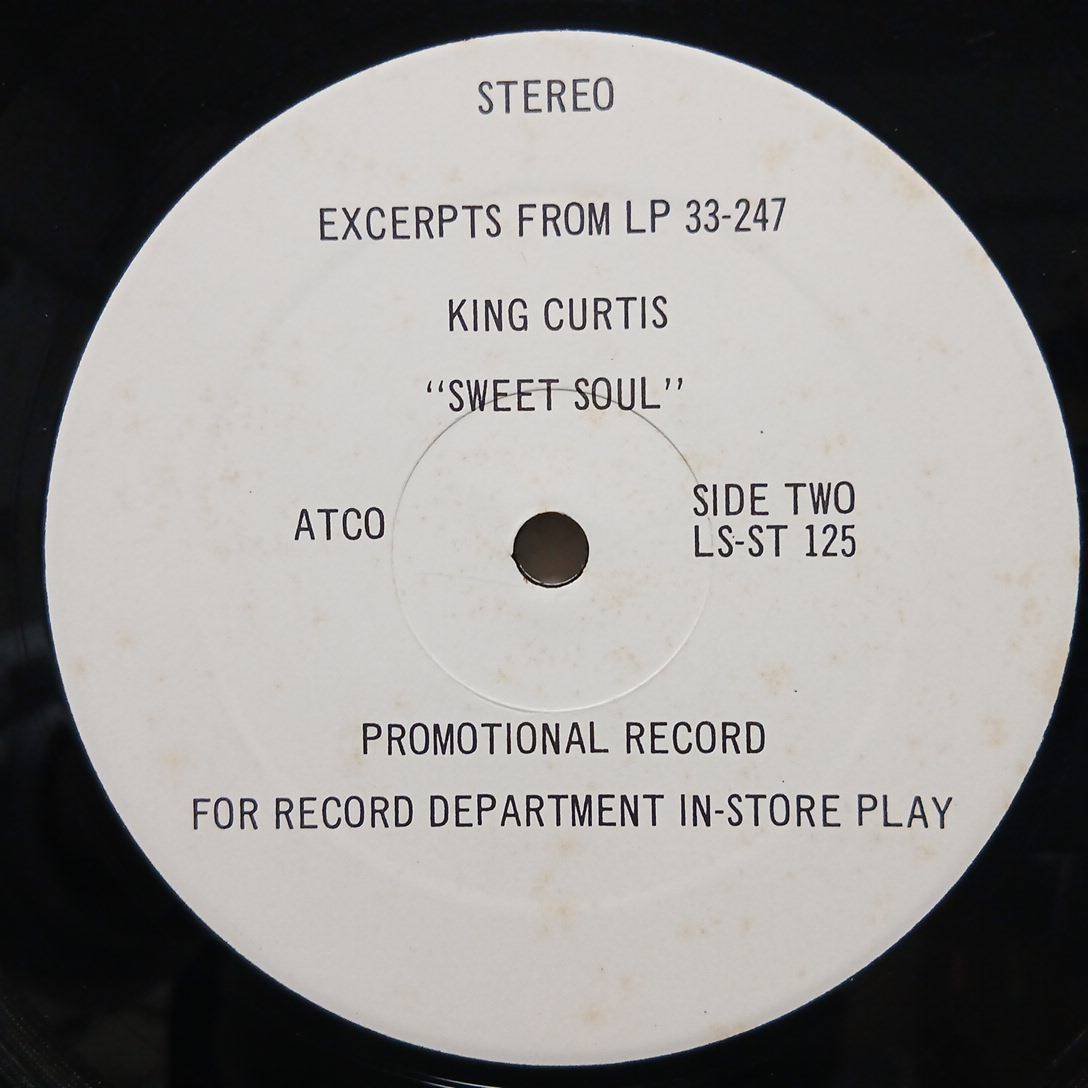 STEREO
EXCERPTS FROM LP 33-247
KING CURTIS
“SWEET SOUL”
ATCO
SIDE TWO
LS-ST 125
PROMOTIONAL RECORD
FOR RECORD DEPARTMENT IN-STORE PLAY